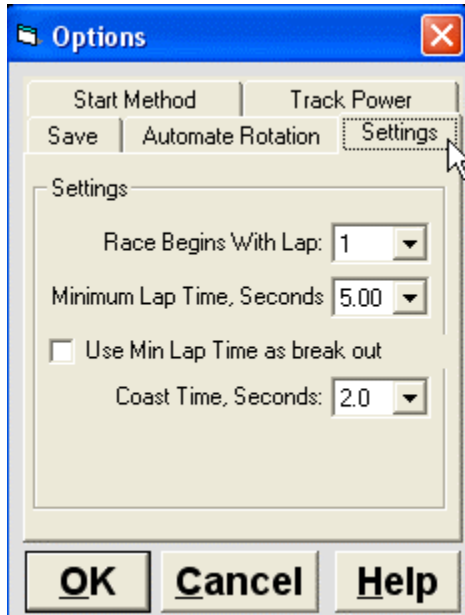 Options
Start Method Track Power
Save Automate Rotation Settings
Settings
Race Begins With Lap: 1
Minimum Lap Time, Seconds 5.00
Use Min Lap Time as break out
Coast Time, Seconds: 2.0
OK Cancel Help